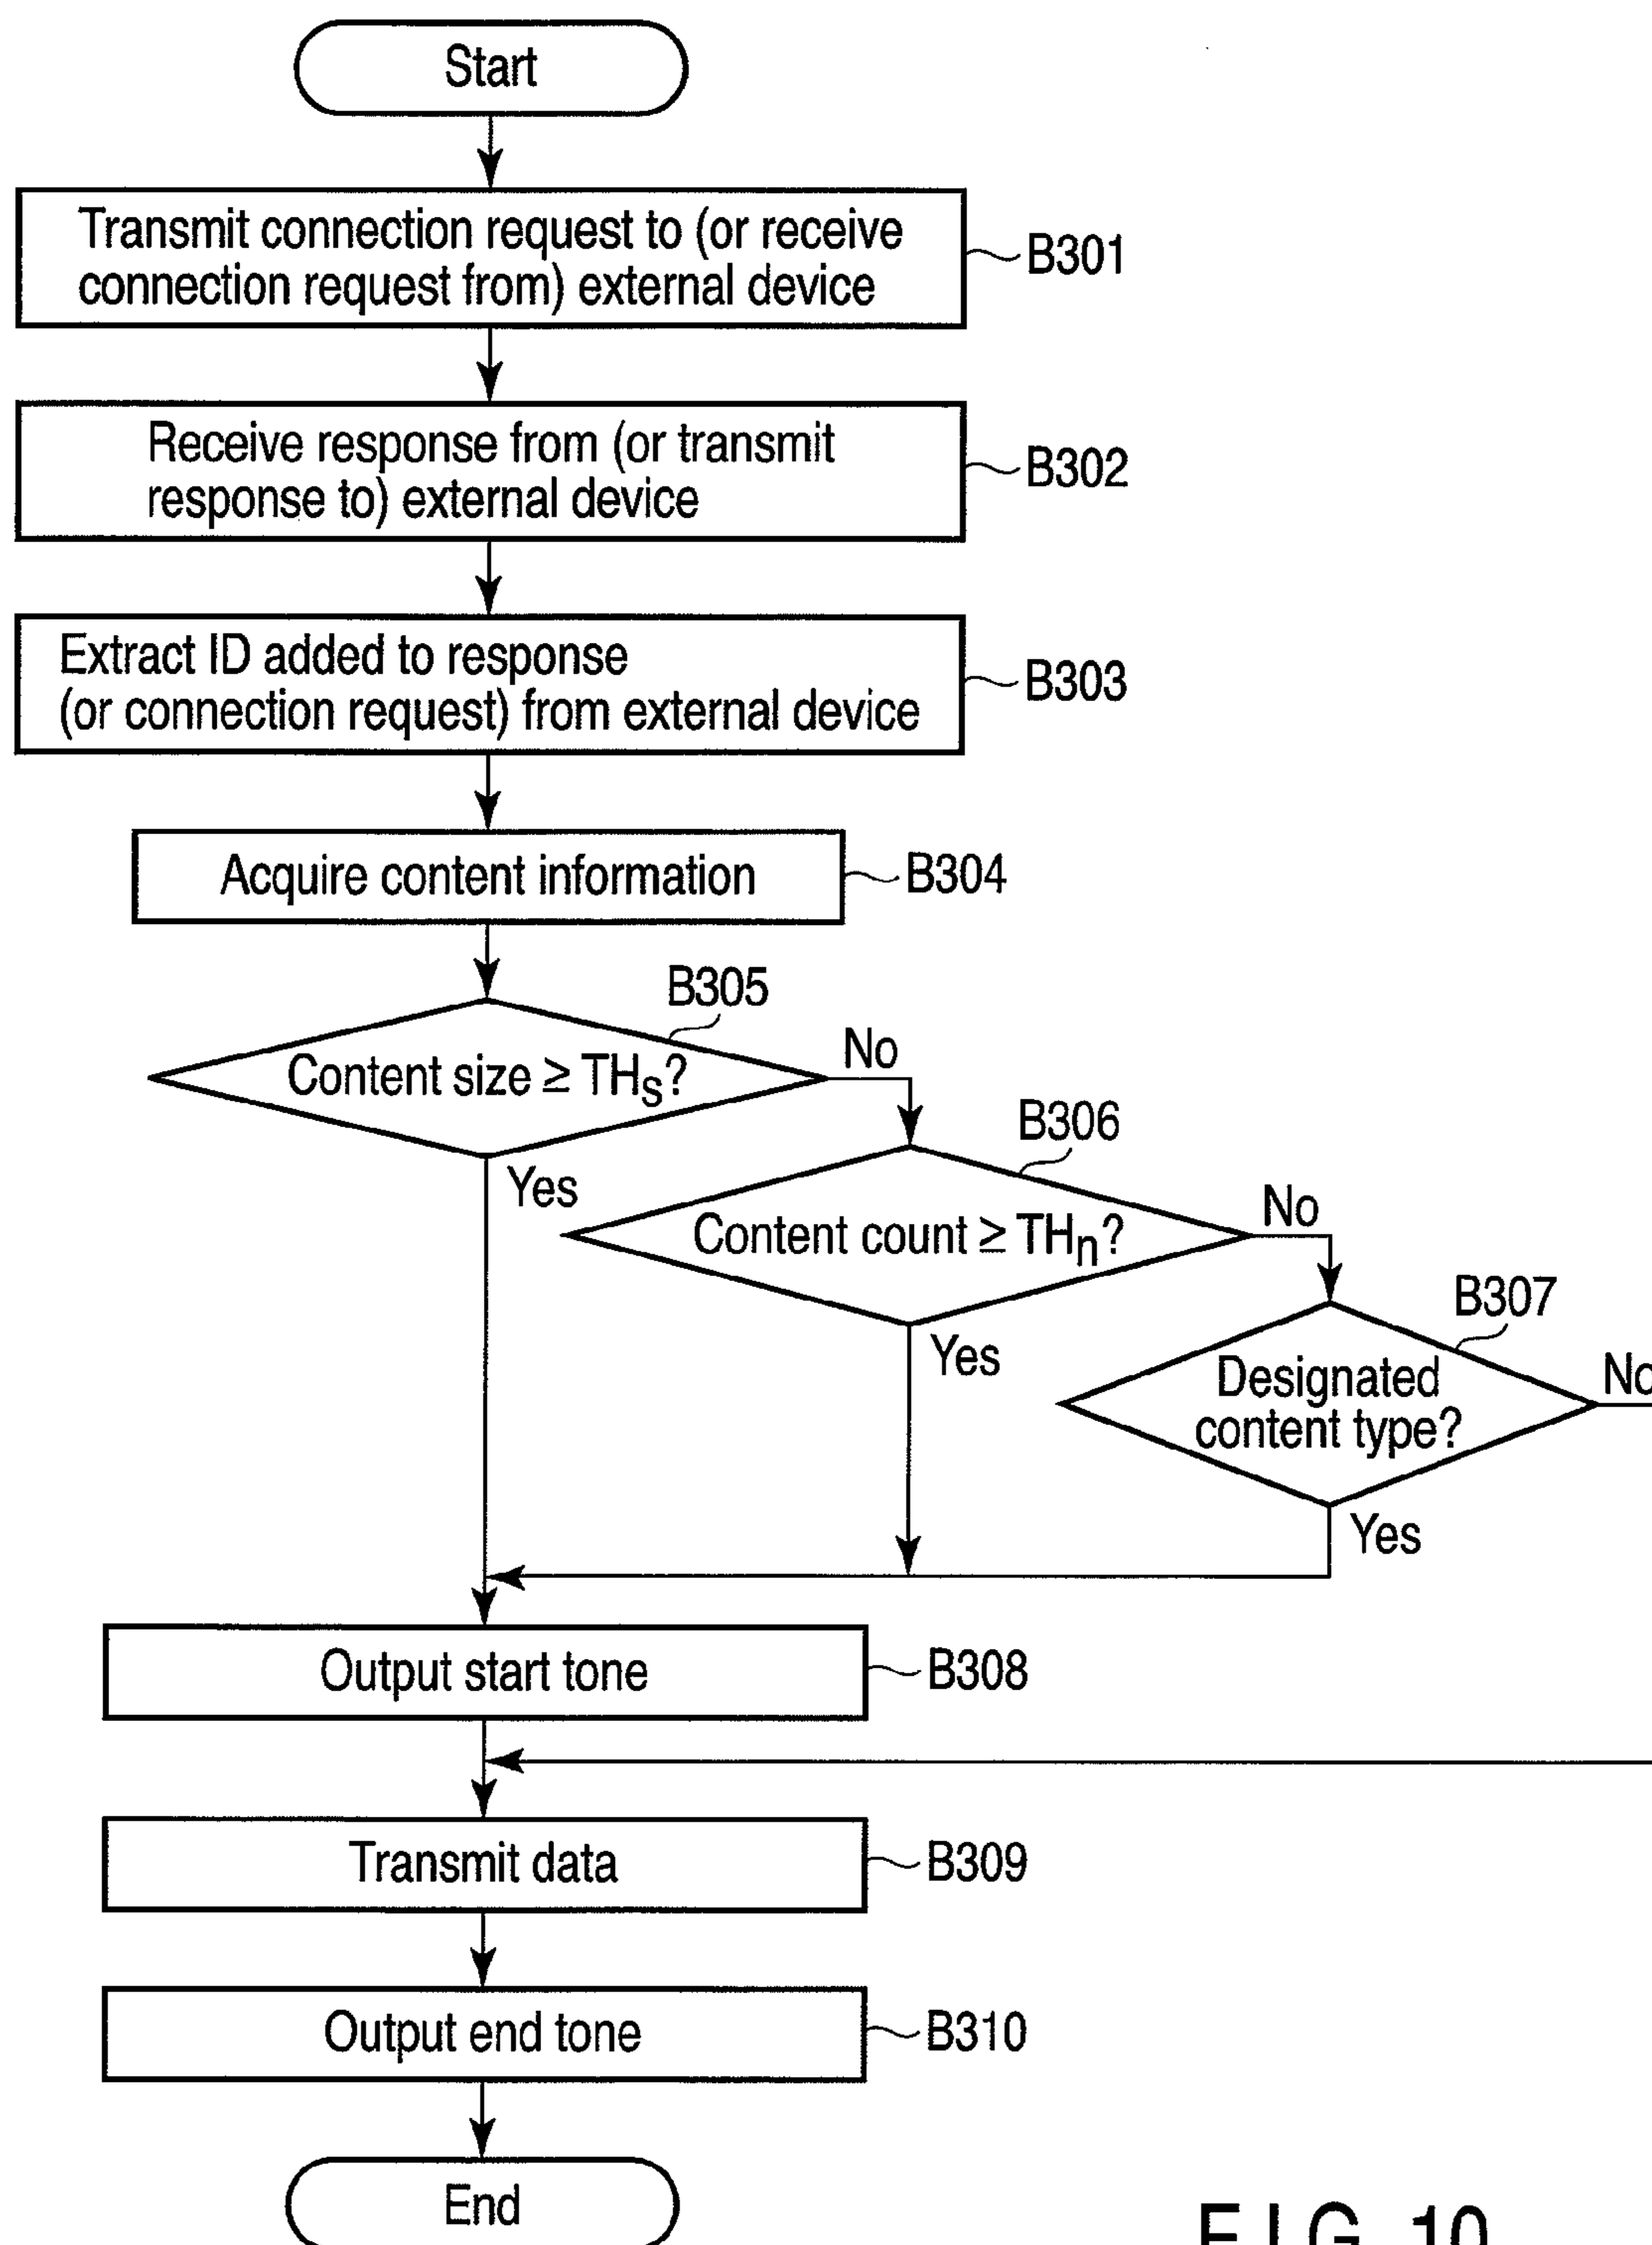 Start
Transmit connection request to (or receive
connection request from) external device
B301
Receive response from (or transmit
response to) external device
B302
Extract ID added to response
(or connection request) from external device
B303
Acquire content information
B304
B305
Content size ≥ THs?
No
Yes
B306
Content count ≥ THn?
No
Yes
B307
Designated
content type?
No
Yes
Output start tone
B308
Transmit data
B309
Output end tone
B310
End
FIG. 10